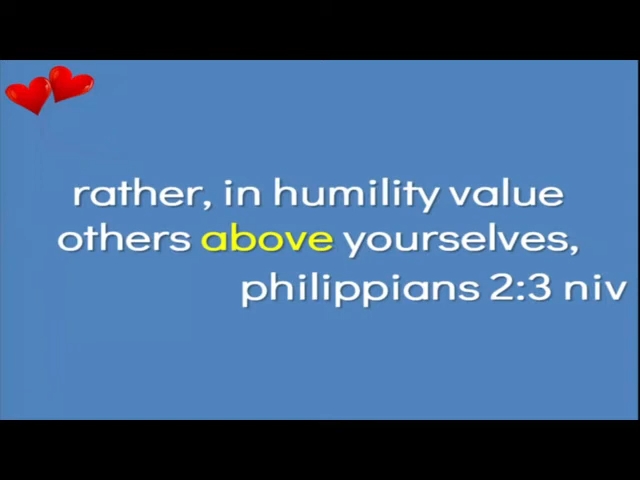 rather, in humility value
others above yourselves,
philippians 2:3 niv